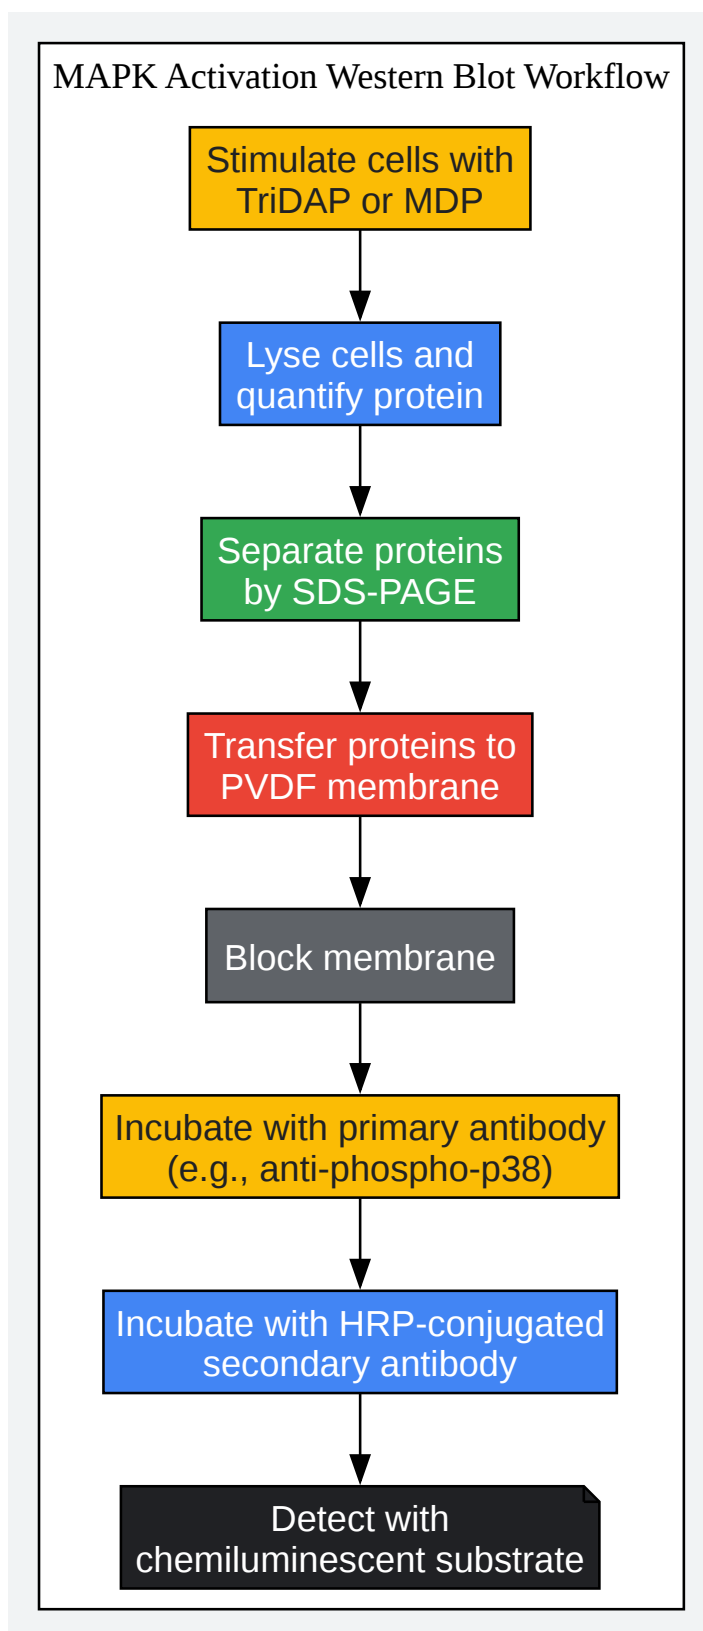 MAPK Activation Western Blot Workflow
Stimulate cells with
TriDAP or MDP
Lyse cells and
quantify protein
Separate proteins
by SDS-PAGE
Transfer proteins to
PVDF membrane
Block membrane
Incubate with primary antibody
(e.g., anti-phospho-p38)
Incubate with HRP-conjugated
secondary antibody
Detect with
chemiluminescent substrate